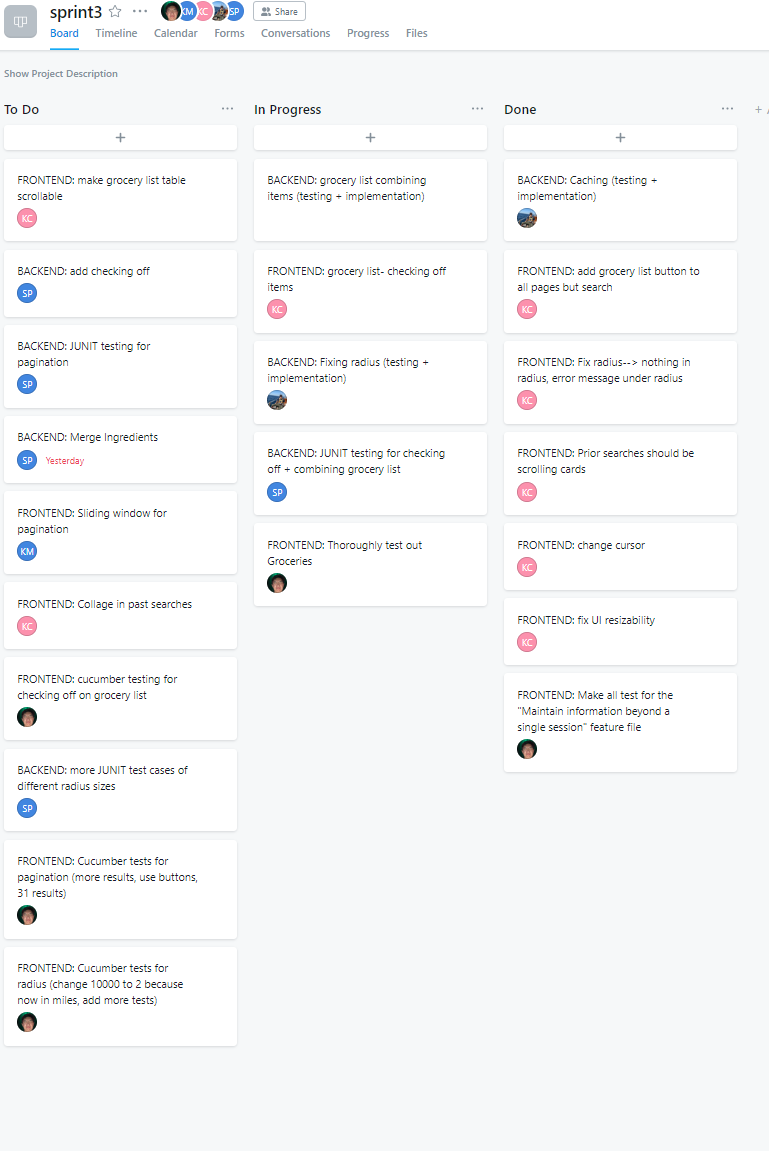 sprint3
KM
KC
SP
Share
Board Timeline Calendar Forms Conversations Progress Files
Show Project Description
To Do
+
FRONTEND: make grocery list table
scrollable
KC
BACKEND: add checking off
SP
BACKEND: JUNIT testing for
pagination
SP
BACKEND: Merge Ingredients
SP Yesterday
FRONTEND: Sliding window for
pagination
KM
FRONTEND: Collage in past searches
KC
FRONTEND: cucumber testing for
checking off on grocery list
BACKEND: more JUNIT test cases of
different radius sizes
SP
FRONTEND: Cucumber tests for
pagination (more results, use buttons,
31 results)
FRONTEND: Cucumber tests for
radius (change 10000 to 2 because
now in miles, add more tests)
In Progress
+
BACKEND: grocery list combining
items (testing + implementation)
FRONTEND: grocery list- checking off
items
KC
BACKEND: Fixing radius (testing +
implementation)
BACKEND: JUNIT testing for checking
off + combining grocery list
SP
FRONTEND: Thoroughly test out
Groceries
Done
+
BACKEND: Caching (testing +
implementation)
FRONTEND: add grocery list button to
all pages but search
KC
FRONTEND: Fix radius--> nothing in
radius, error message under radius
KC
FRONTEND: Prior searches should be
scrolling cards
KC
FRONTEND: change cursor
KC
FRONTEND: fix UI resizability
KC
FRONTEND: Make all test for the
"Maintain information beyond a
single session" feature file
+